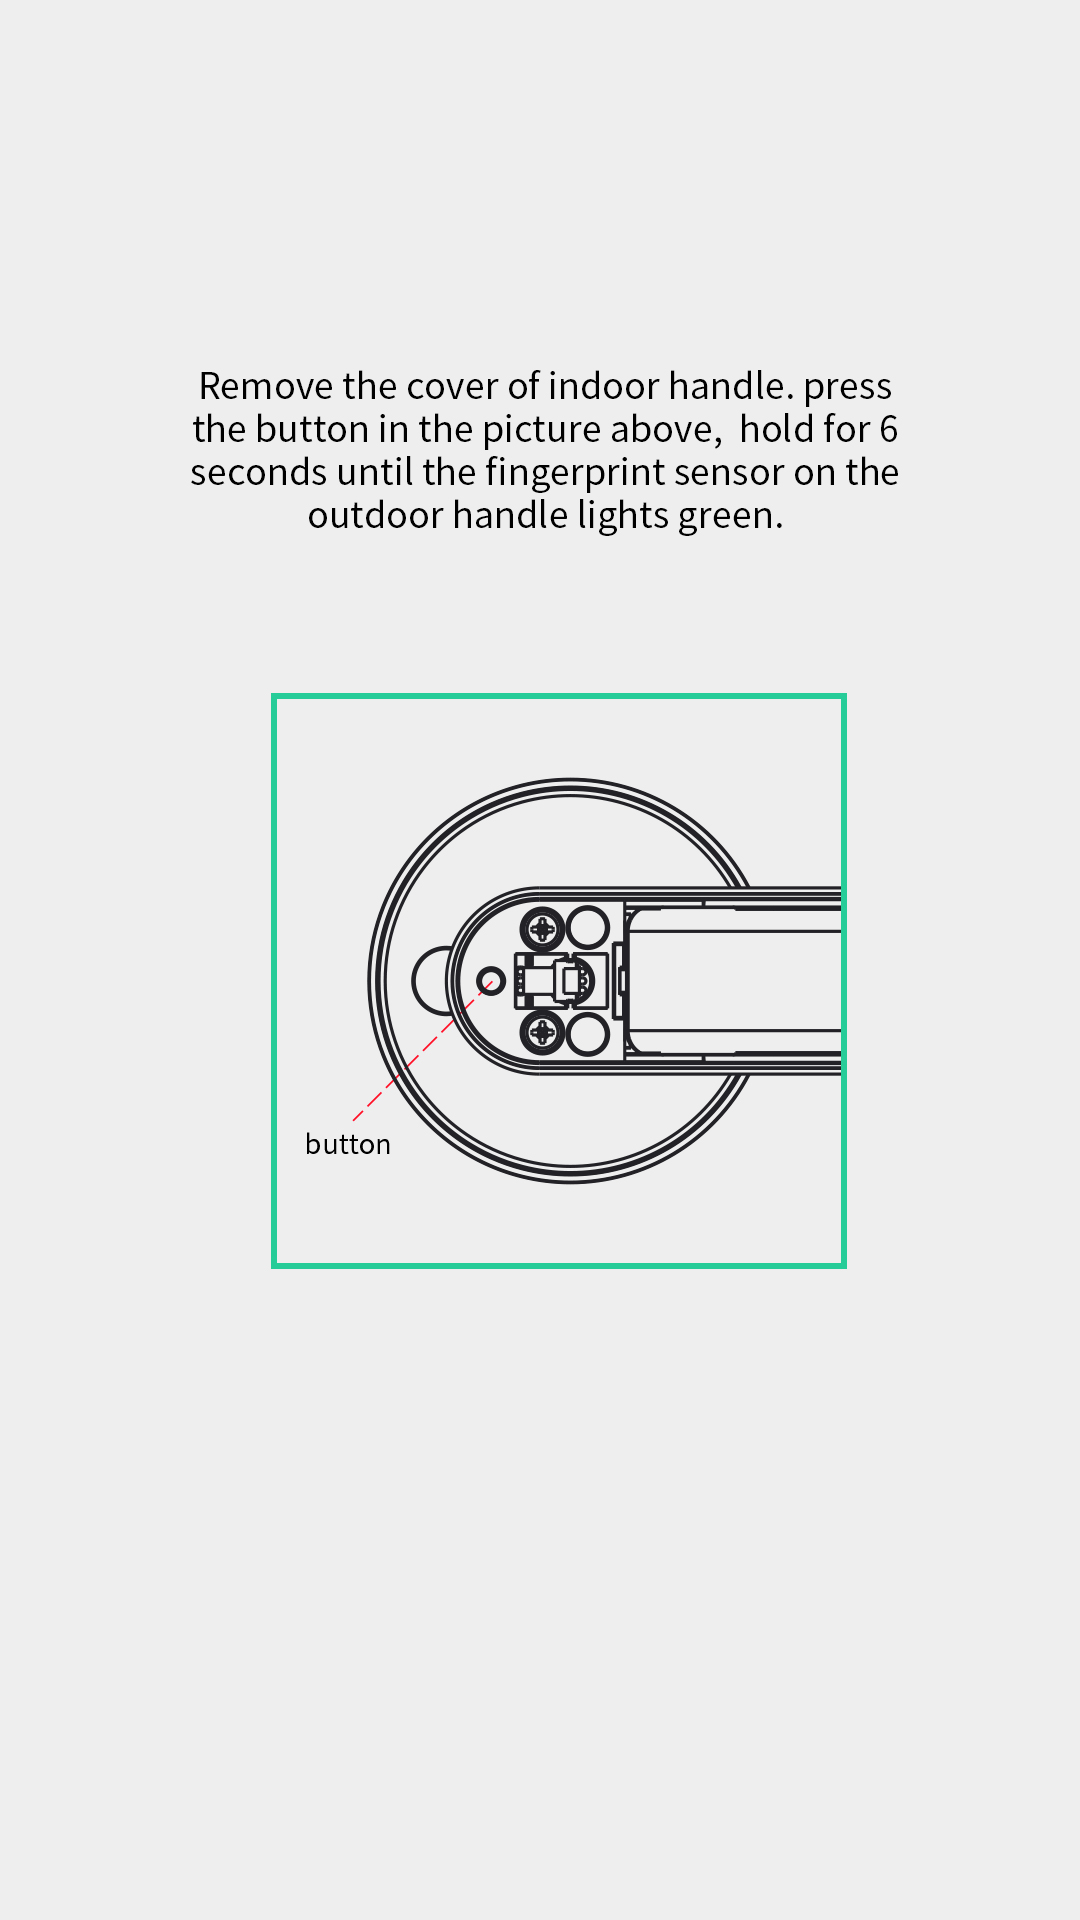 Remove the cover of indoor handle. press
the button in the picture above,  hold for 6
seconds until the fingerprint sensor on the
outdoor handle lights green.
button